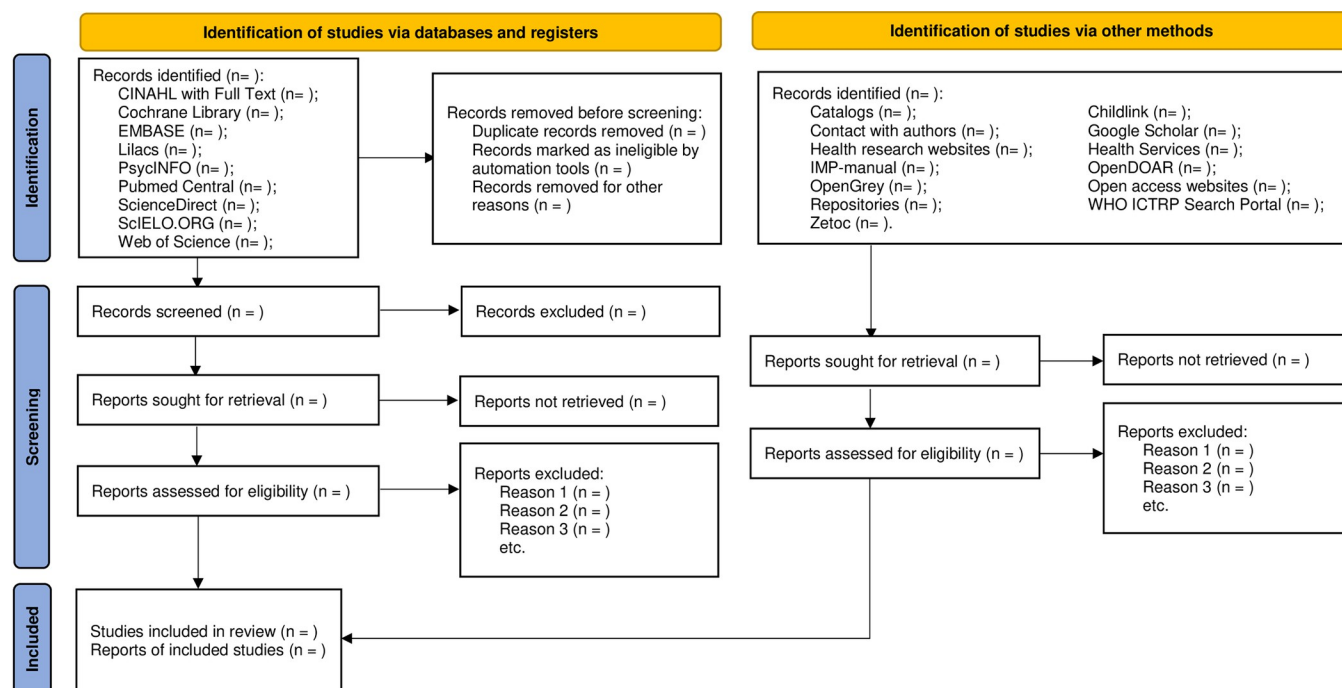 Identification of studies via databases and registers
Identification of studies via other methods
Identification
Records identified (n= ):
CINAHL with Full Text (n= );
Cochrane Library (n= );
EMBASE (n= );
Lilacs (n= );
PsycINFO (n= );
Pubmed Central (n= );
ScienceDirect (n= );
ScIELO.ORG (n= );
Web of Science (n= );
Records removed before screening:
Duplicate records removed (n = )
Records marked as ineligible by
automation tools (n = )
Records removed for other
reasons (n = )
Records identified (n= ):
Catalogs (n= );
Contact with authors (n= );
Health research websites (n= );
IMP-manual (n= );
OpenGrey (n= );
Repositories (n= );
Zetoc (n= ).
Childlink (n= );
Google Scholar (n= );
Health Services (n= );
OpenDOAR (n= );
Open access websites (n= );
WHO ICTRP Search Portal (n= );
Screening
Records screened (n = )
Records excluded (n = )
Reports sought for retrieval (n = )
Reports not retrieved (n = )
Reports assessed for eligibility (n = )
Reports excluded:
Reason 1 (n = )
Reason 2 (n = )
Reason 3 (n = )
etc.
Reports sought for retrieval (n = )
Reports not retrieved (n = )
Reports assessed for eligibility (n = )
Reports excluded:
Reason 1 (n = )
Reason 2 (n = )
Reason 3 (n = )
etc.
Included
Studies included in review (n = )
Reports of included studies (n = )